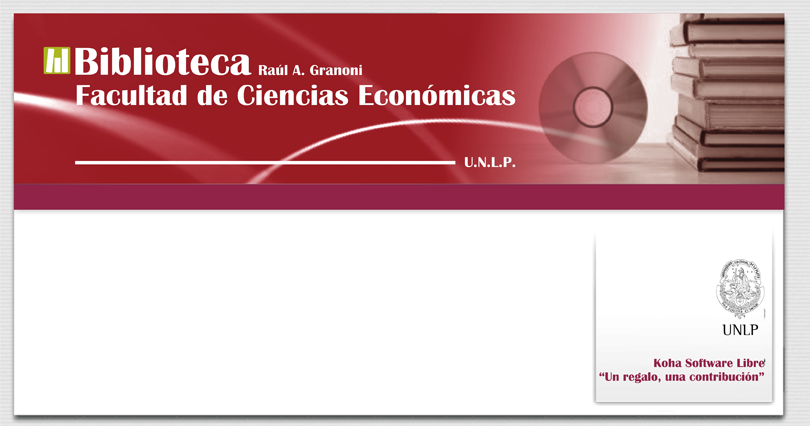 Biblioteca Raúl A. Granoni
Facultad de Ciencias Económicas
U.N.L.P.
UNLP
Koha Software Libre
“Un regalo, una contribución”